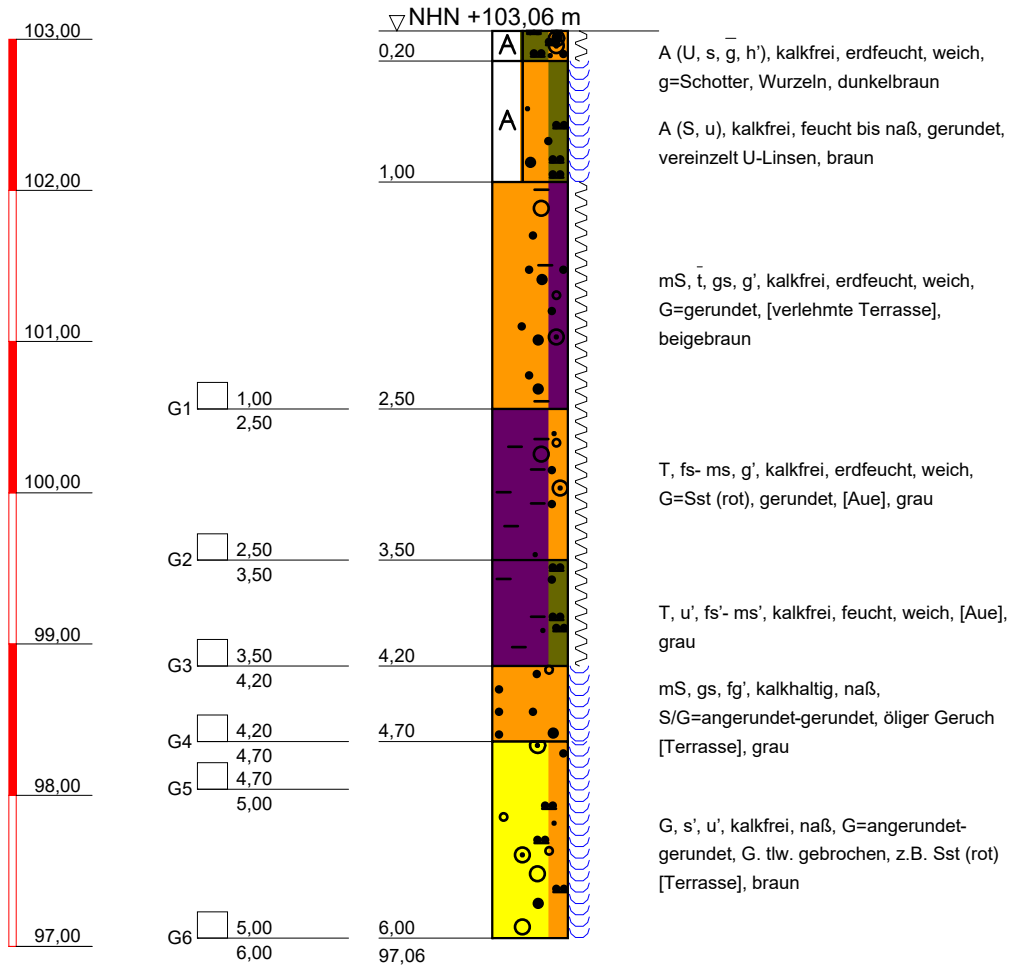 NHN +103,06 m
103,00
0,20
A
A (U, s, g̅, h'), kalkfrei, erdfeucht, weich,
g=Schotter, Wurzeln, dunkelbraun
A
A (S, u), kalkfrei, feucht bis naß, gerundet,
vereinzelt U-Linsen, braun
1,00
102,00
mS, t̅, gs, g', kalkfrei, erdfeucht, weich,
G=gerundet, [verlehmte Terrasse],
beigebraun
101,00
G1
1,00
2,50
2,50
T, fs- ms, g', kalkfrei, erdfeucht, weich,
G=Sst (rot), gerundet, [Aue], grau
100,00
G2
2,50
3,50
3,50
T, u', fs'- ms', kalkfrei, feucht, weich, [Aue],
grau
99,00
G3
3,50
4,20
4,20
mS, gs, fg', kalkhaltig, naß,
S/G=angerundet-gerundet, öliger Geruch
[Terrasse], grau
G4
4,20
4,70
4,70
98,00
G5
4,70
5,00
G, s', u', kalkfrei, naß, G=angerundet-
gerundet, G. tlw. gebrochen, z.B. Sst (rot)
[Terrasse], braun
97,00
G6
5,00
6,00
6,00
97,06